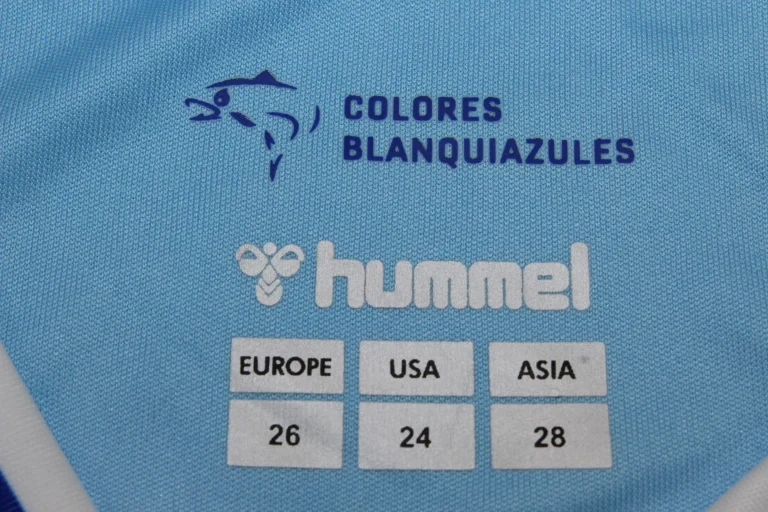 COLORES
BLANQUIAZULES
hummel
EUROPE USA ASIA
26 24 28